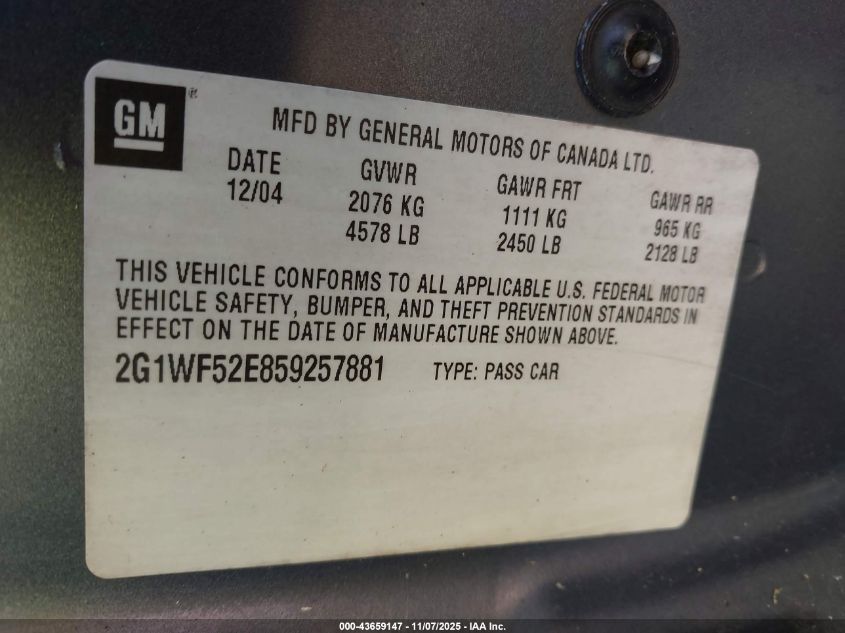 GM®
MFD BY GENERAL MOTORS OF CANADA LTD.
DATE GVWR GAWR FRT GAWR RR
12/04 2076 KG 1111 KG 965 KG
4578 LB 2450 LB 2128 LB
THIS VEHICLE CONFORMS TO ALL APPLICABLE U.S. FEDERAL MOTOR
VEHICLE SAFETY, BUMPER, AND THEFT PREVENTION STANDARDS IN
EFFECT ON THE DATE OF MANUFACTURE SHOWN ABOVE.
2G1WF52E859257881 TYPE: PASS CAR
000-43659147 - 11/07/2025 - IAA Inc.